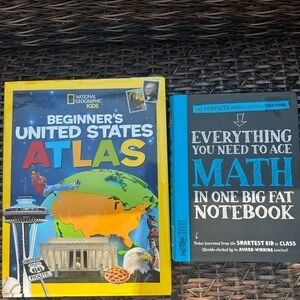 NATIONAL GEOGRAPHIC
KIDS
BEGINNER'S
UNITED STATES
ATLAS
THE COMPLETE MIDDLE SCHOOL STUDY GUIDE
EVERYTHING
YOU NEED TO ACE
MATH
IN ONE BIG FAT
NOTEBOOK
Notes borrowed from the SMARTEST KID in CLASS
(Double-checked by an AWARD-WINNING teacher)